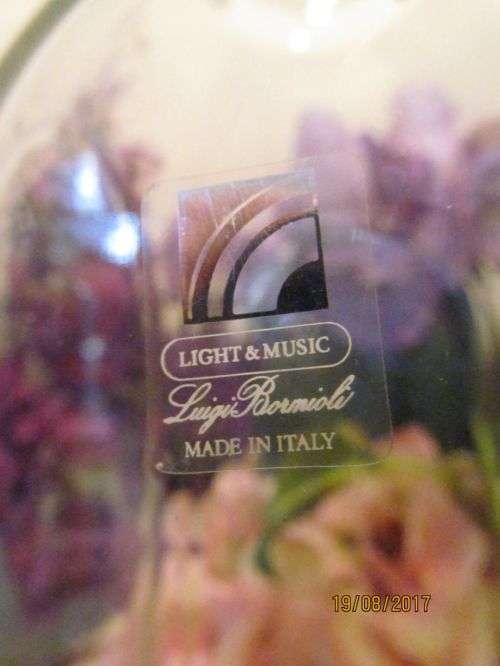 LIGHT & MUSIC
Luigi Bormioli
MADE IN ITALY
19/08/2017